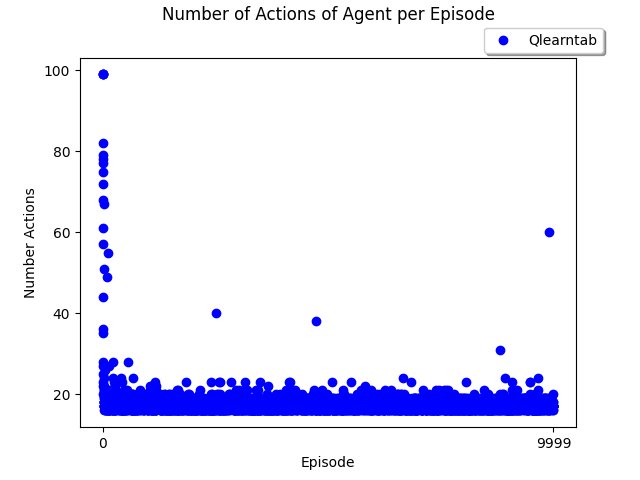 Number of Actions of Agent per Episode
Qlearntab
100
80
60
40
20
Number Actions
0
9999
Episode